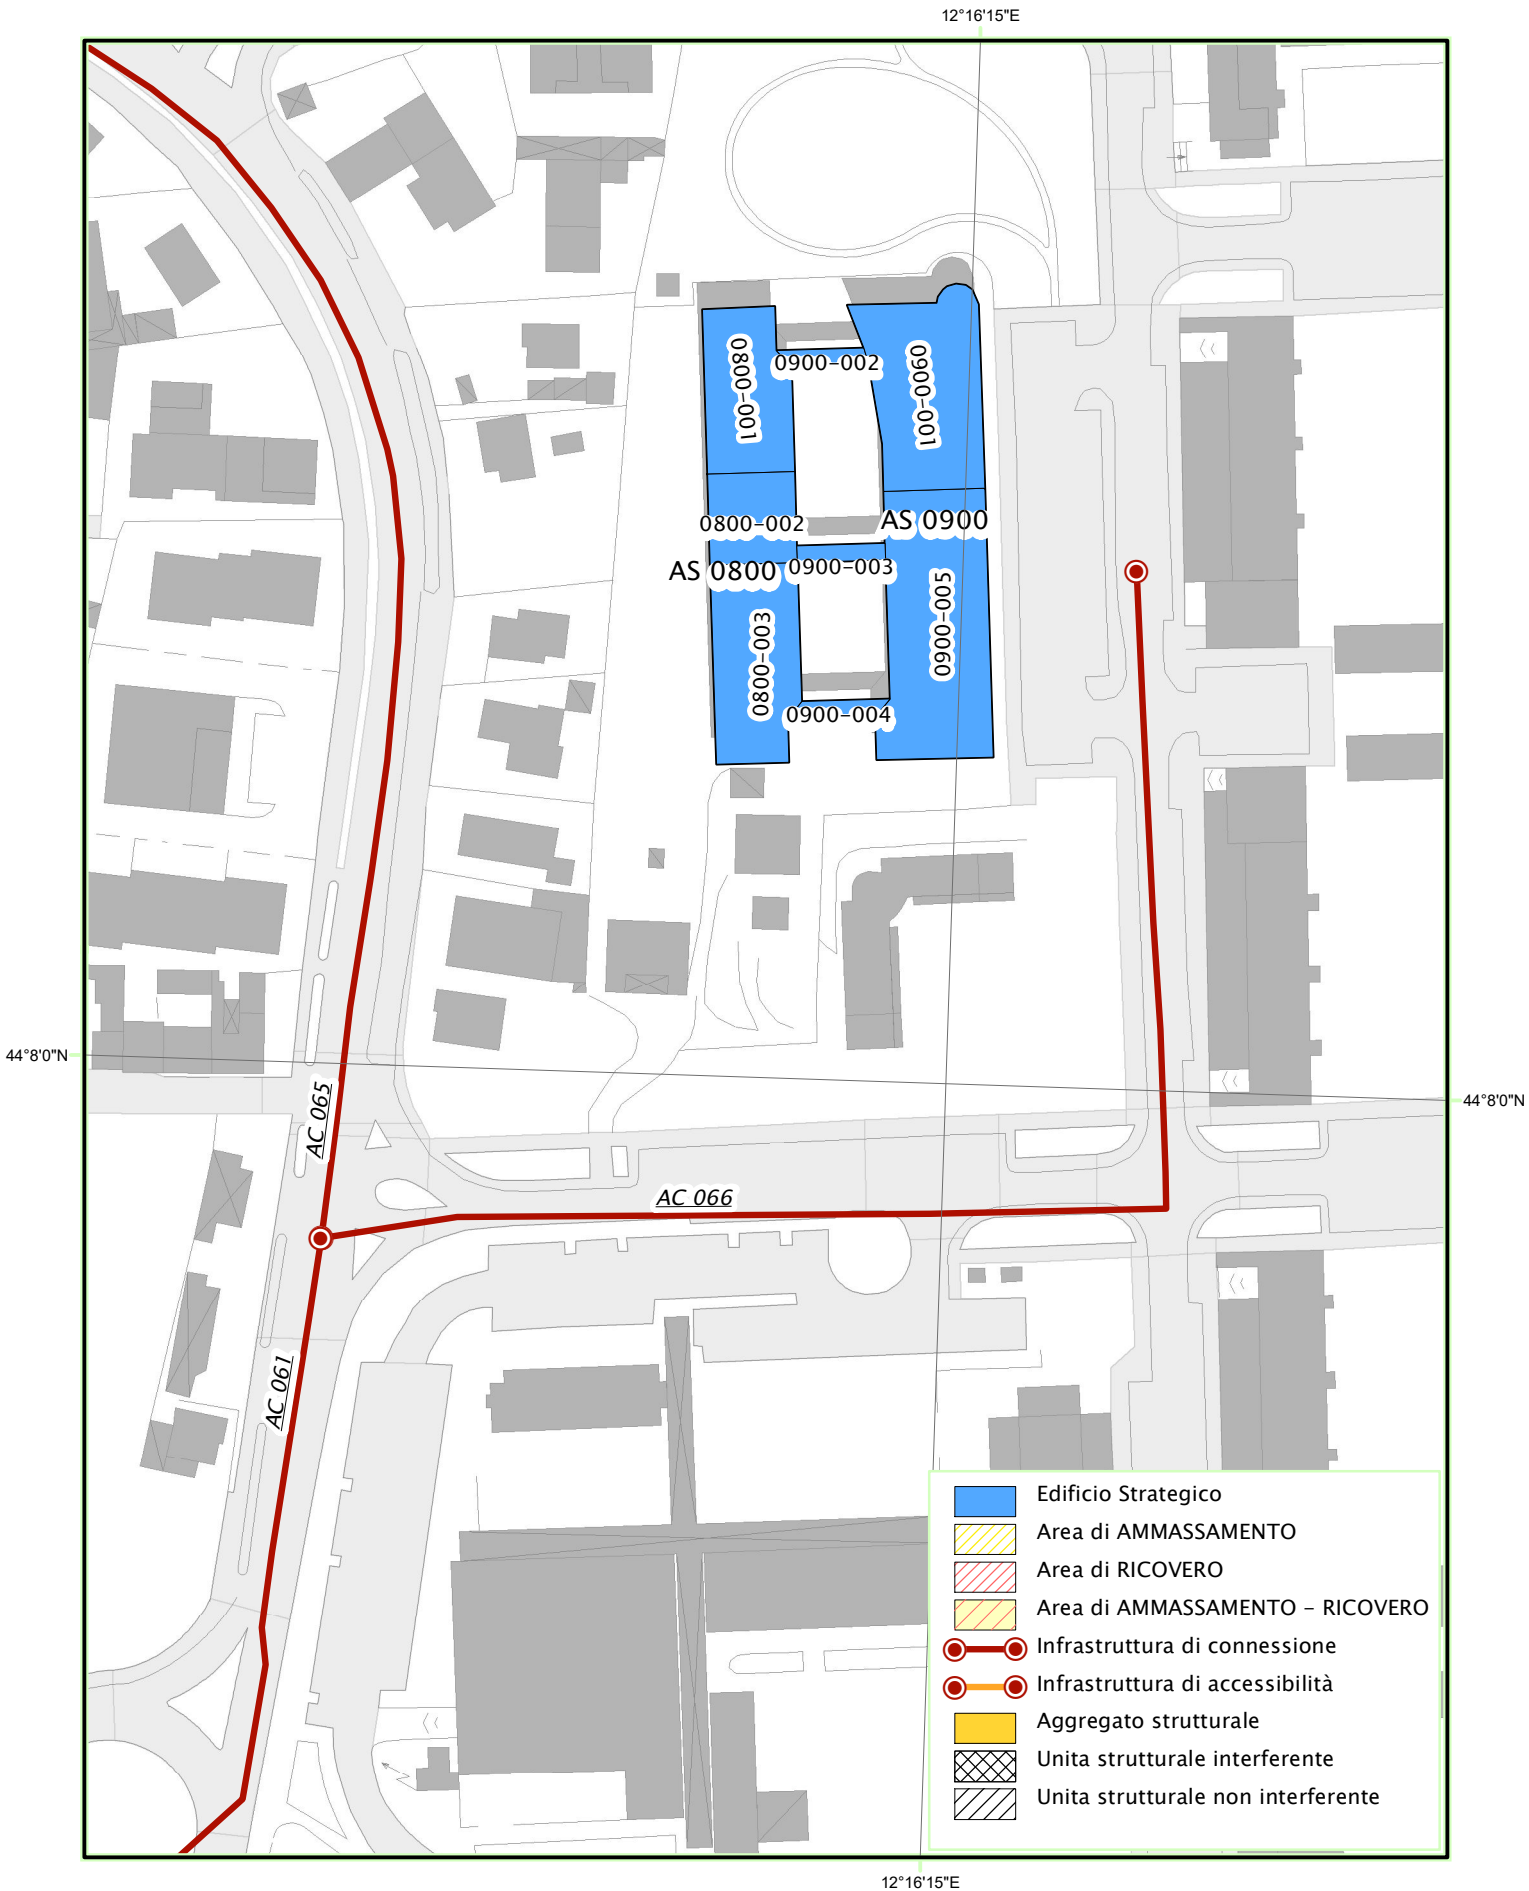 12°16'15"E
0800-001
0900-002
0900-001
0800-002
AS 0900
AS 0800
0900-003
0800-003
0900-005
0900-004
44°8'0"N
44°8'0"N
AC 065
AC 066
AC 061
Edificio Strategico
Area di AMMASSAMENTO
Area di RICOVERO
Area di AMMASSAMENTO - RICOVERO
Infrastruttura di connessione
Infrastruttura di accessibilità
Aggregato strutturale
Unita strutturale interferente
Unita strutturale non interferente
12°16'15"E